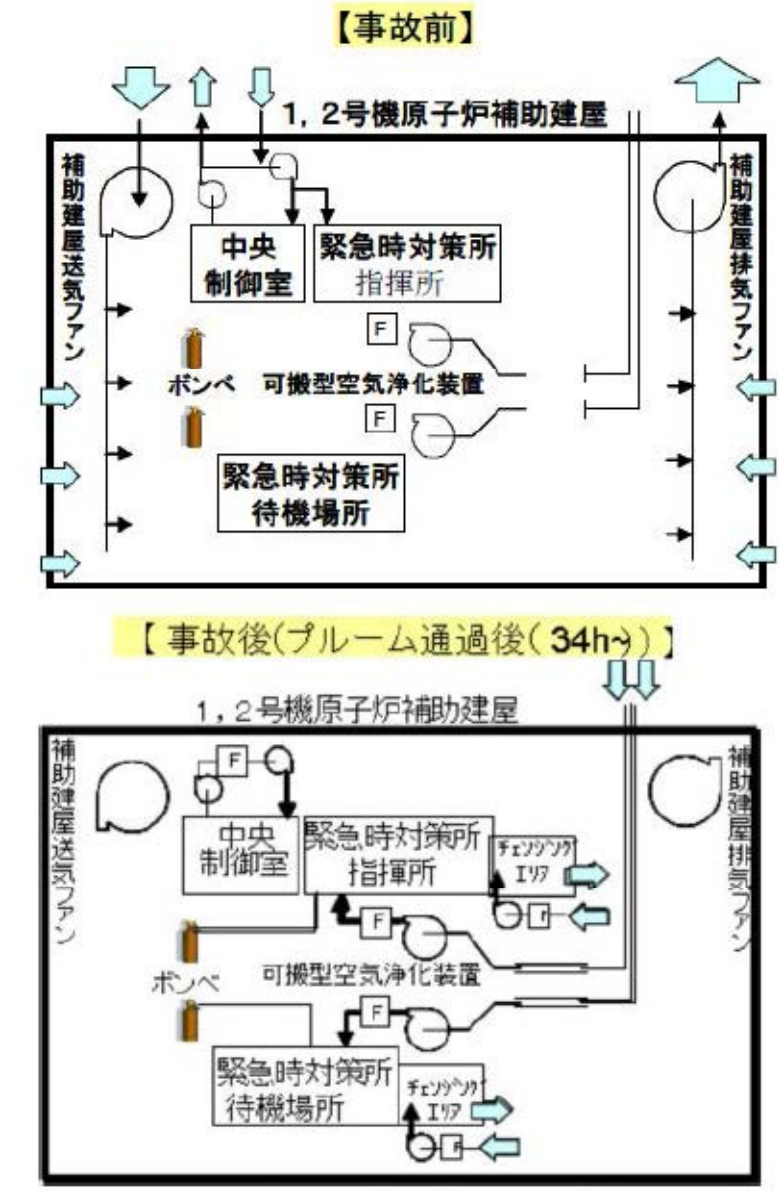 【事故前】
1, 2号機原子炉補助建屋
補助建屋送気ファン
補助建屋排気ファン
中央
制御室
緊急時対策所
指揮所
F
ボンベ
可搬型空気浄化装置
F
緊急時対策所
待機場所
【事故後(プルーム通過後(34h~)】
1, 2号機原子炉補助建屋
補助建屋送気ファン
補助建屋排気ファン
F
中央
制御室
緊急時対策所
指揮所
チェンジング
エリア
F
F
ボンベ
可搬型空気浄化装置
F
緊急時対策所
待機場所
チェンジング
エリア
F